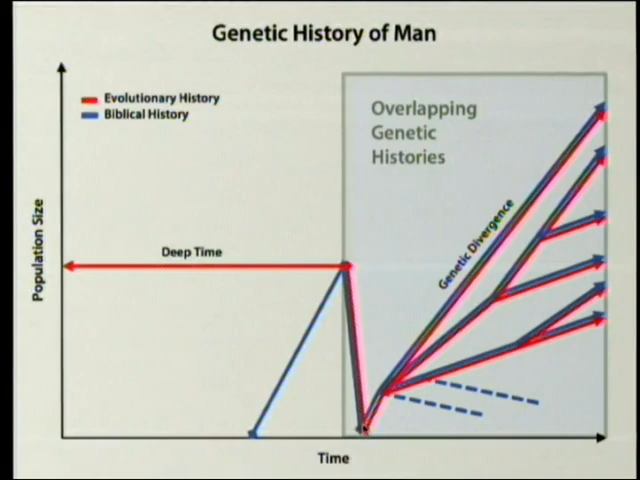 Genetic History of Man
Evolutionary History
Biblical History
Overlapping
Genetic
Histories
Deep Time
Genetic Divergence
Population Size
Time